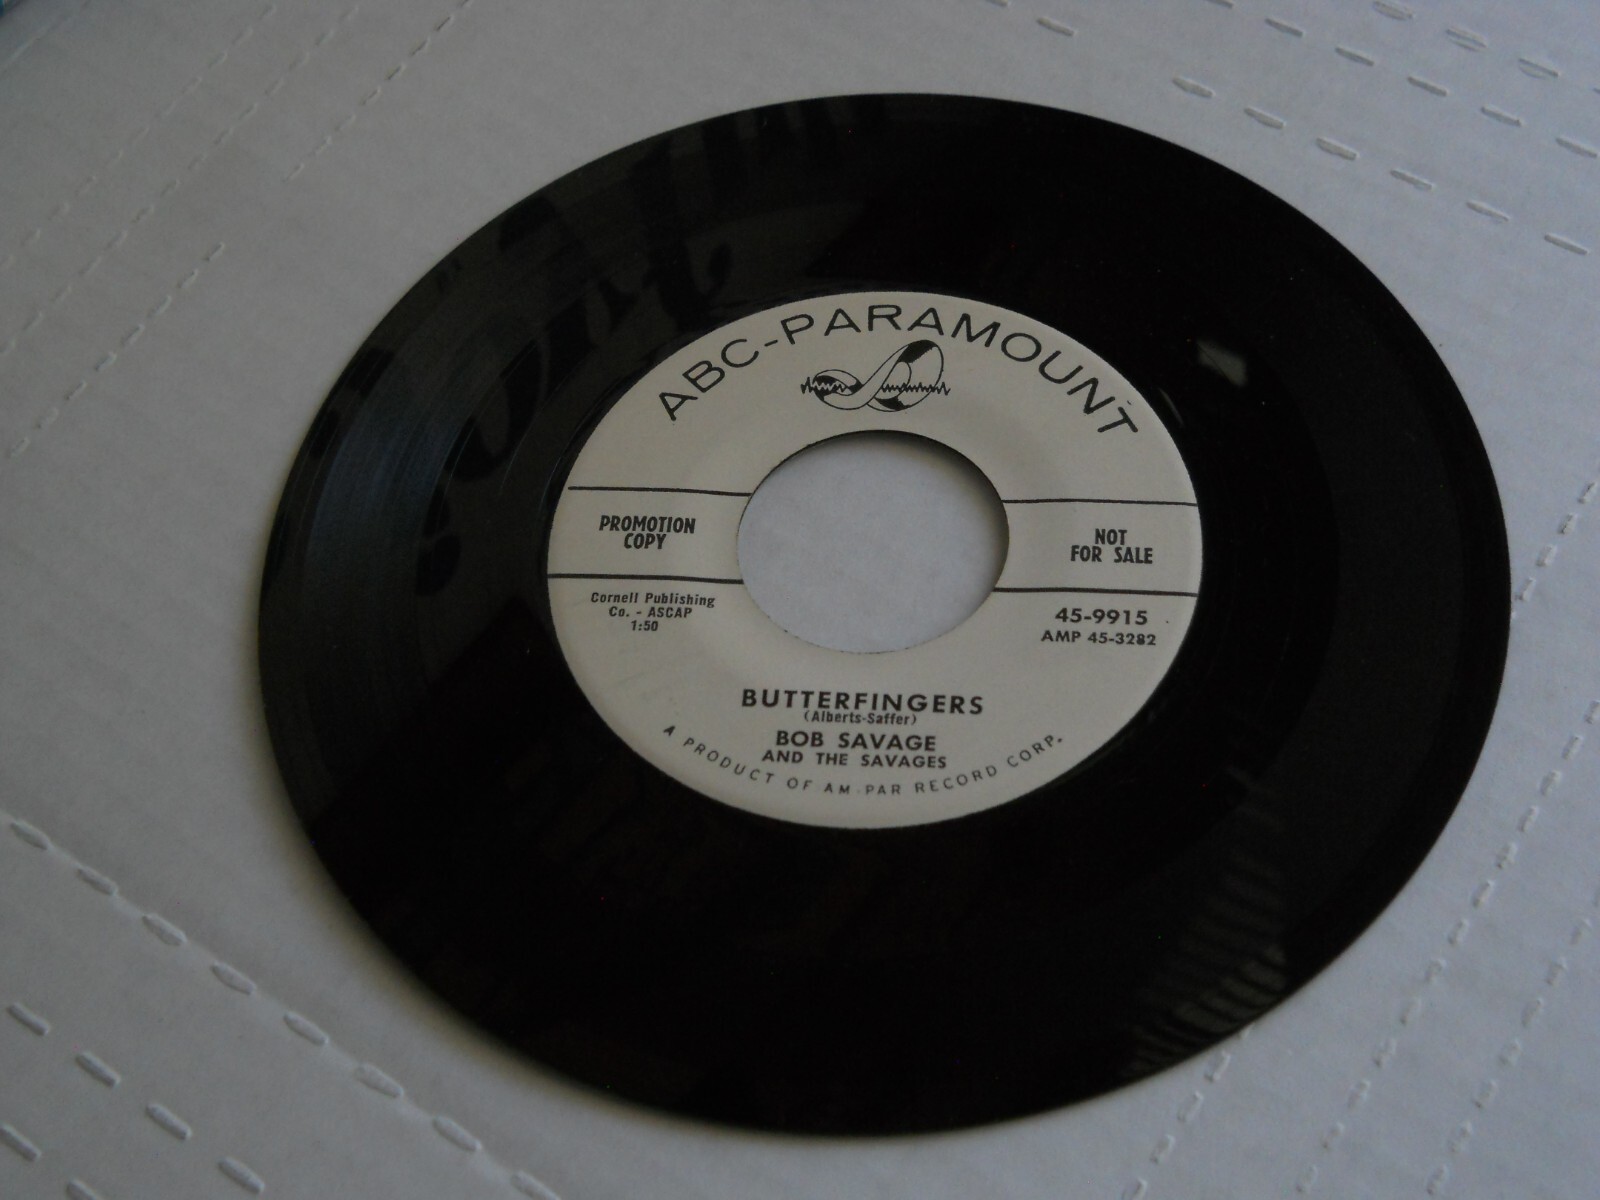 ABC-PARAMOUNT
PROMOTION
COPY
NOT
FOR SALE
Cornell Publishing
Co. - ASCAP
1:50
45-9915
AMP 45-3282
BUTTERFINGERS
(Alberts-Saffer)
BOB SAVAGE
AND THE SAVAGES
A PRODUCT OF AM-PAR RECORD CORP.